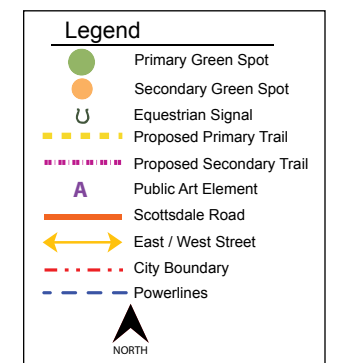 Legend
Primary Green Spot
Secondary Green Spot
Equestrian Signal
Proposed Primary Trail
Proposed Secondary Trail
A Public Art Element
Scottsdale Road
East / West Street
City Boundary
Powerlines
NORTH